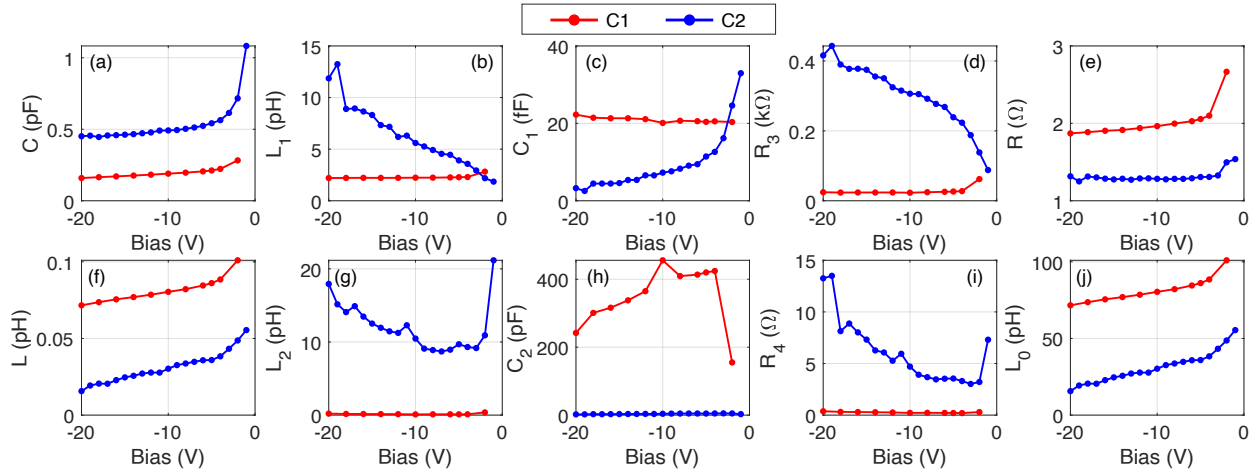 C1 C2
(a)
C (pF)
1
0.5
0
-20 -10 0
Bias (V)
(b)
L₁ (pH)
15
10
5
0
-20 -10 0
Bias (V)
(c)
C₁ (fF)
40
20
0
-20 -10 0
Bias (V)
(d)
R₃ (kΩ)
0.4
0.2
0
-20 -10 0
Bias (V)
(e)
R (Ω)
3
2
1
-20 -10 0
Bias (V)
(f)
L (pH)
0.1
0.05
0
-20 -10 0
Bias (V)
(g)
L₂ (pH)
20
10
0
-20 -10 0
Bias (V)
(h)
C₂ (pF)
400
200
0
-20 -10 0
Bias (V)
(i)
R₄ (Ω)
15
10
5
0
-20 -10 0
Bias (V)
(j)
L₀ (pH)
100
50
0
-20 -10 0
Bias (V)